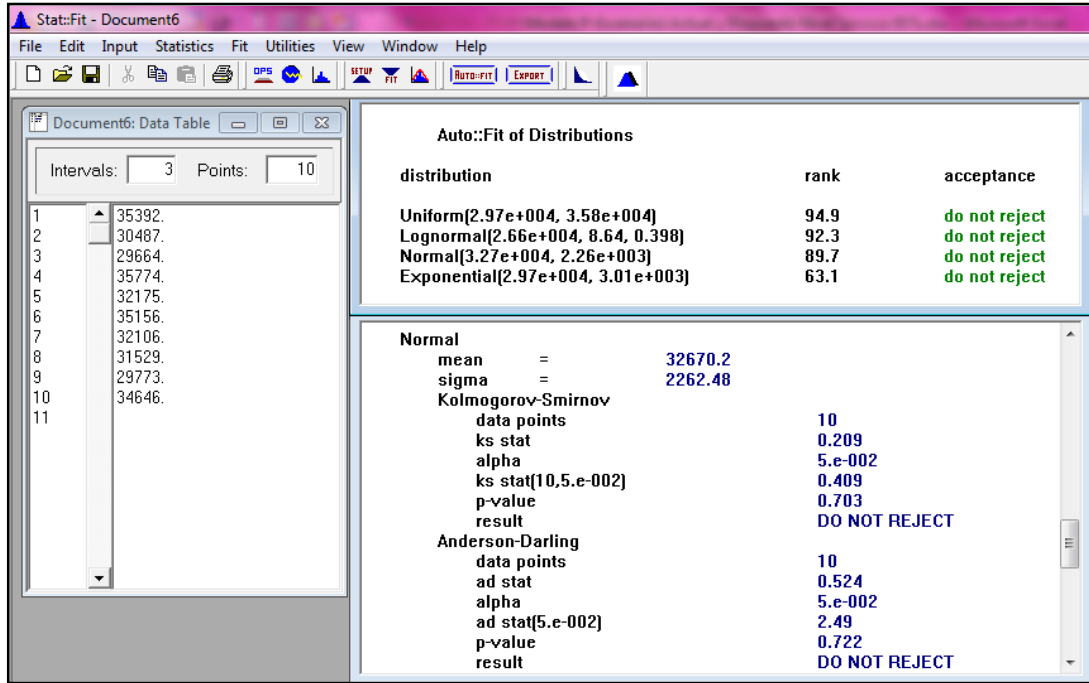 Stat::Fit - Document6
File Edit Input Statistics Fit Utilities View Window Help
OPS SETUP FIT AUTO::FIT EXPORT
Document6: Data Table
Intervals: 3 Points: 10
1 35392.
2 30487.
3 29664.
4 35774.
5 32175.
6 35156.
7 32106.
8 31529.
9 29773.
10 34646.
11
Auto::Fit of Distributions
distribution rank acceptance
Uniform(2.97e+004, 3.58e+004) 94.9 do not reject
Lognormal(2.66e+004, 8.64, 0.398) 92.3 do not reject
Normal(3.27e+004, 2.26e+003) 89.7 do not reject
Exponential(2.97e+004, 3.01e+003) 63.1 do not reject
Normal
mean = 32670.2
sigma = 2262.48
Kolmogorov-Smirnov
data points 10
ks stat 0.209
alpha 5.e-002
ks stat(10,5.e-002) 0.409
p-value 0.703
result DO NOT REJECT
Anderson-Darling
data points 10
ad stat 0.524
alpha 5.e-002
ad stat(5.e-002) 2.49
p-value 0.722
result DO NOT REJECT